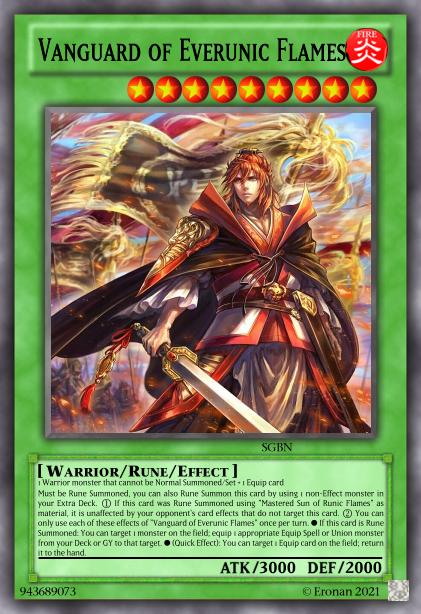 VANGUARD OF EVERUNIC FLAMES
FIRE
炎
SGBN
[ WARRIOR/RUNE/EFFECT ]
1 Warrior monster that cannot be Normal Summoned/Set + 1 Equip card
Must be Rune Summoned, you can also Rune Summon this card by using 1 non-Effect monster in
your Extra Deck. ① If this card was Rune Summoned using "Mastered Sun of Runic Flames" as
material, it is unaffected by your opponent's card effects that do not target this card. ② You can
only use each of these effects of "Vanguard of Everunic Flames" once per turn. ● If this card is Rune
Summoned: You can target 1 monster on the field; equip 1 appropriate Equip Spell or Union monster
from your Deck or GY to that target. ● (Quick Effect): You can target 1 Equip card on the field; return
it to the hand.
ATK/3000 DEF/2000
943689073
© Eronan 2021